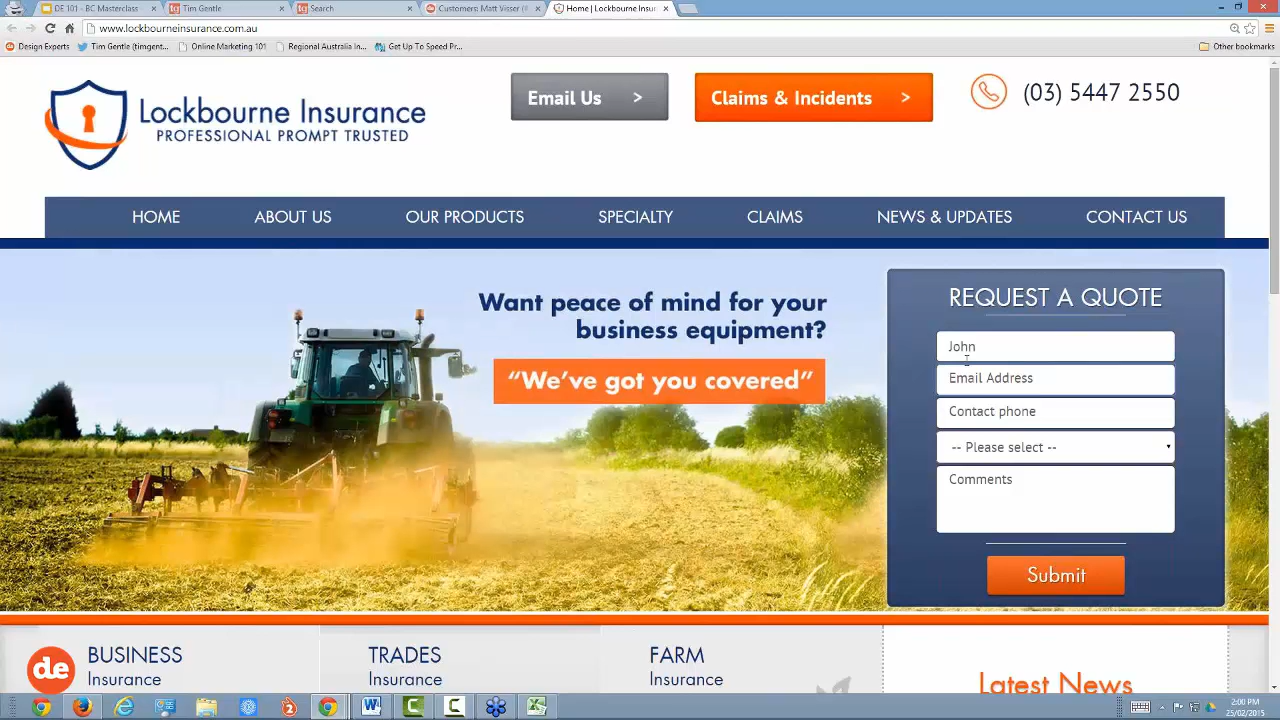 DE 101 - BC Masterclass
Tim Gentle
Search
Customers: Matt Visser (
Home | Lockbourne Insur
www.lockbourneinsurance.com.au
Design Experts
Tim Gentle (timgent...
Online Marketing 101
Regional Australia In...
Get Up To Speed Pr...
Other bookmarks
Lockbourne Insurance
PROFESSIONAL PROMPT TRUSTED
Email Us >
Claims & Incidents >
(03) 5447 2550
HOME
ABOUT US
OUR PRODUCTS
SPECIALTY
CLAIMS
NEWS & UPDATES
CONTACT US
Want peace of mind for your
business equipment?
“We’ve got you covered”
REQUEST A QUOTE
John
Email Address
Contact phone
-- Please select --
Comments
Submit
de
BUSINESS
Insurance
TRADES
Insurance
FARM
Insurance
Latest News
2:00 PM
25/02/2015